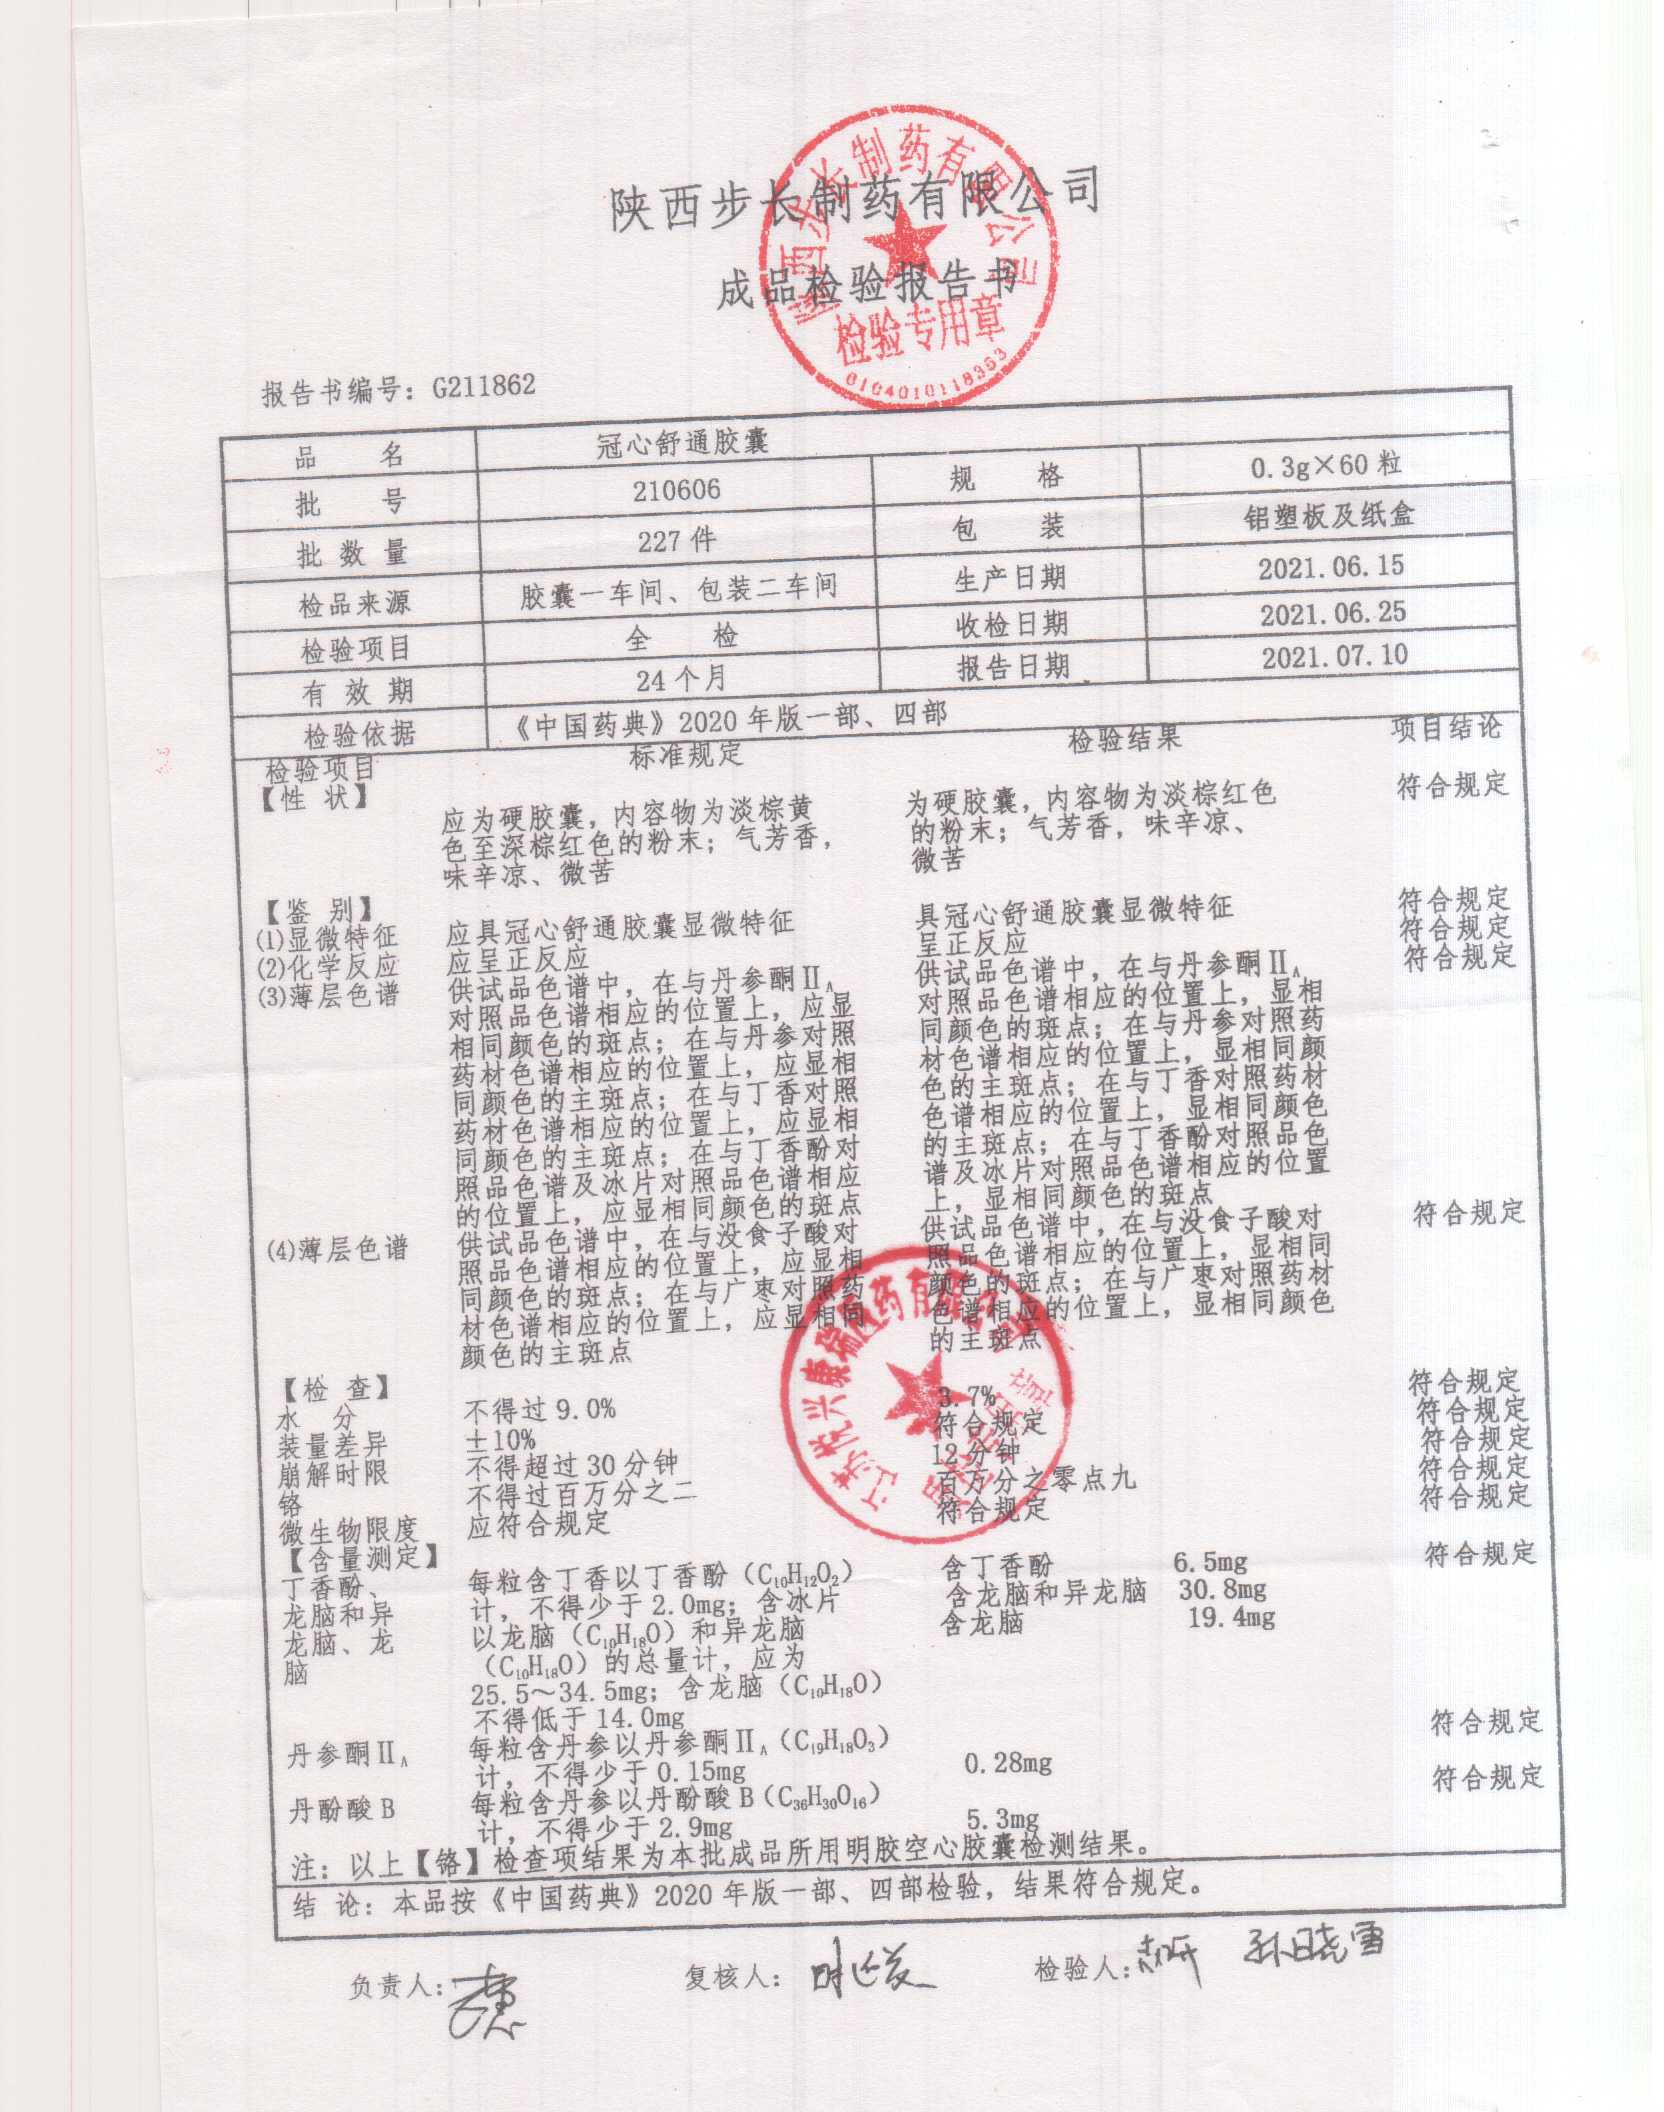 陕西步长制药有限公司
成品检验报告书
陕西步长制药有限公司
检验专用章
6104010118353
报告书编号：G211862
品 名 冠心舒通胶囊
批 号 210606 规 格 0.3g×60粒
批数量 227件 包 装 铝塑板及纸盒
检品来源 胶囊一车间、包装二车间 生产日期 2021.06.15
检验项目 全 检 收检日期 2021.06.25
有效期 24个月 报告日期 2021.07.10
检验依据 《中国药典》2020年版一部、四部
检验项目 标准规定 检验结果 项目结论
【性 状】 符合规定
应为硬胶囊，内容物为淡棕黄 为硬胶囊，内容物为淡棕红色
色至深棕红色的粉末；气芳香， 的粉末；气芳香，味辛凉、
味辛凉、微苦 微苦
【鉴 别】 符合规定
⑴显微特征 应具冠心舒通胶囊显微特征 具冠心舒通胶囊显微特征 符合规定
⑵化学反应 应呈正反应 呈正反应 符合规定
⑶薄层色谱 供试品色谱中，在与丹参酮ⅡA 供试品色谱中，在与丹参酮ⅡA
对照品色谱相应的位置上，应显 对照品色谱相应的位置上，显相
相同颜色的斑点；在与丹参对照 同颜色的斑点；在与丹参对照药
药材色谱相应的位置上，应显相 材色谱相应的位置上，显相同颜
同颜色的主斑点；在与丁香对照 色的主斑点；在与丁香对照药材
药材色谱相应的位置上，应显相 色谱相应的位置上，显相同颜色
同颜色的主斑点；在与丁香酚对 的主斑点；在与丁香酚对照品色
照品色谱及冰片对照品色谱相应 谱及冰片对照品色谱相应的位置
的位置上，应显相同颜色的斑点 上，显相同颜色的斑点
⑷薄层色谱 供试品色谱中，在与没食子酸对 供试品色谱中，在与没食子酸对 符合规定
照品色谱相应的位置上，应显相 照品色谱相应的位置上，显相同
同颜色的斑点；在与广枣对照药 颜色的斑点；在与广枣对照药材
材色谱相应的位置上，应显相同 色谱相应的位置上，显相同颜色
颜色的主斑点 的主斑点
【检 查】
水 分 不得过9.0% 3.7% 符合规定
装量差异 ±10% 符合规定 符合规定
崩解时限 不得超过30分钟 12分钟 符合规定
铬 不得过百万分之二 百万分之零点九 符合规定
微生物限度 应符合规定 符合规定 符合规定
【含量测定】
丁香酚、 每粒含丁香以丁香酚（C10H12O2） 含丁香酚 6.5mg 符合规定
龙脑和异 计，不得少于2.0mg；含冰片 含龙脑和异龙脑 30.8mg
龙脑、龙 以龙脑（C10H18O）和异龙脑 含龙脑 19.4mg
脑 （C10H18O）的总量计，应为
25.5～34.5mg；含龙脑（C10H18O）
不得低于14.0mg
丹参酮ⅡA 每粒含丹参以丹参酮ⅡA（C19H18O3） 符合规定
计，不得少于0.15mg 0.28mg
丹酚酸B 每粒含丹参以丹酚酸B（C36H30O16） 符合规定
计，不得少于2.9mg 5.3mg
注：以上【铬】检查项结果为本批成品所用明胶空心胶囊检测结果。
结 论：本品按《中国药典》2020年版一部、四部检验，结果符合规定。
负责人： 复核人： 检验人： 孙晓雪